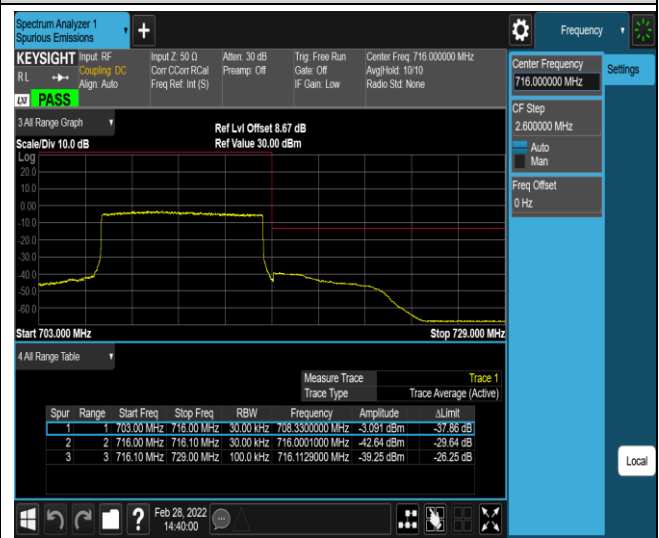 Spectrum Analyzer 1
Spurious Emissions
+
Frequency
KEYSIGHT
RL
LXI PASS
Input: RF
Coupling: DC
Align: Auto
Input Z: 50 Ω
Corr CCorr RCal
Freq Ref: Int (S)
Atten: 30 dB
Preamp: Off
Trig: Free Run
Gate: Off
IF Gain: Low
Center Freq: 716.000000 MHz
Avg|Hold: 10/10
Radio Std: None
Center Frequency
716.000000 MHz
Settings
CF Step
2.600000 MHz
Auto
Man
Freq Offset
0 Hz
3 All Range Graph
Ref Lvl Offset 8.67 dB
Scale/Div 10.0 dB
Ref Value 30.00 dBm
Log
20.0
10.0
0.00
-10.0
-20.0
-30.0
-40.0
-50.0
-60.0
Start 703.000 MHz
Stop 729.000 MHz
4 All Range Table
Measure Trace Trace 1
Trace Type Trace Average (Active)
Spur Range Start Freq Stop Freq RBW Frequency Amplitude ΔLimit
1 1 703.00 MHz 716.00 MHz 30.00 kHz 708.3300000 MHz -3.091 dBm -37.86 dB
2 2 716.00 MHz 716.10 MHz 30.00 kHz 716.0001000 MHz -42.64 dBm -29.64 dB
3 3 716.10 MHz 729.00 MHz 100.0 kHz 716.1129000 MHz -39.25 dBm -26.25 dB
Local
?
Feb 28, 2022
14:40:00